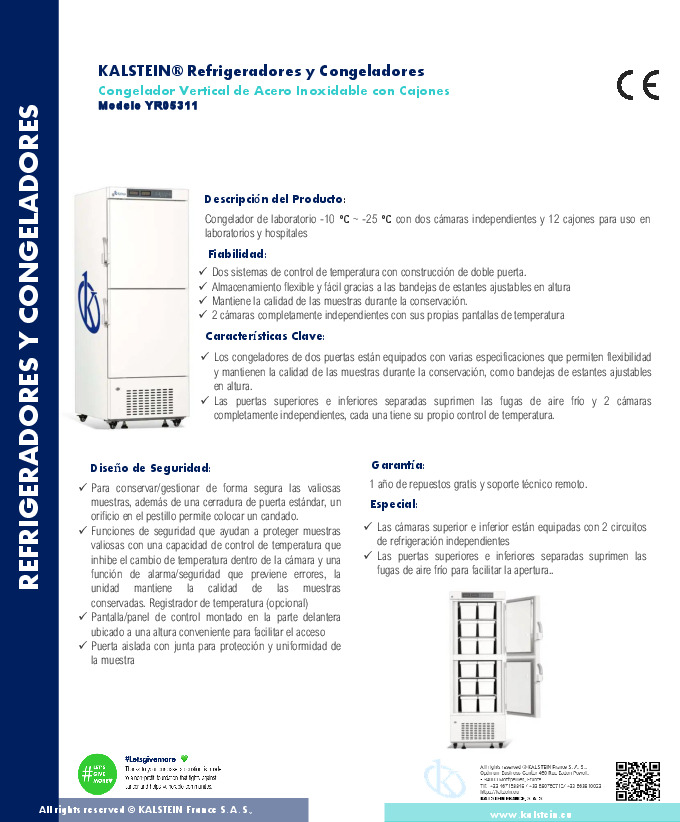 REFRIGERADORES Y CONGELADORES
KALSTEIN® Refrigeradores y Congeladores
Congelador Vertical de Acero Inoxidable con Cajones
Modelo YR05311
CE
Descripción del Producto:
Congelador de laboratorio -10 °C ~ -25 °C con dos cámaras independientes y 12 cajones para uso en
laboratorios y hospitales
Fiabilidad:
✓ Dos sistemas de control de temperatura con construcción de doble puerta.
✓ Almacenamiento flexible y fácil gracias a las bandejas de estantes ajustables en altura
✓ Mantiene la calidad de las muestras durante la conservación.
✓ 2 cámaras completamente independientes con sus propias pantallas de temperatura
Características Clave:
✓ Los congeladores de dos puertas están equipados con varias especificaciones que permiten flexibilidad
y mantienen la calidad de las muestras durante la conservación, como bandejas de estantes ajustables
en altura.
✓ Las puertas superiores e inferiores separadas suprimen las fugas de aire frío y 2 cámaras
completamente independientes, cada una tiene su propio control de temperatura.
Diseño de Seguridad:
✓ Para conservar/gestionar de forma segura las valiosas
muestras, además de una cerradura de puerta estándar, un
orificio en el pestillo permite colocar un candado.
✓ Funciones de seguridad que ayudan a proteger muestras
valiosas con una capacidad de control de temperatura que
inhibe el cambio de temperatura dentro de la cámara y una
función de alarma/seguridad que previene errores, la
unidad mantiene la calidad de las muestras
conservadas. Registrador de temperatura (opcional)
✓ Pantalla/panel de control montado en la parte delantera
ubicado a una altura conveniente para facilitar el acceso
✓ Puerta aislada con junta para protección y uniformidad de
la muestra
Garantía:
1 año de repuestos gratis y soporte técnico remoto.
Especial:
✓ Las cámaras superior e inferior están equipadas con 2 circuitos
de refrigeración independientes
✓ Las puertas superiores e inferiores separadas suprimen las
fugas de aire frío para facilitar la apertura..
# LET'S GIVE MORE
#Letsgivemore
All rights reserved © KALSTEIN France S. A. S.,
KALSTEIN FRANCE, S. A. S
All rights reserved © KALSTEIN France S. A. S.,
www.kalstein.co